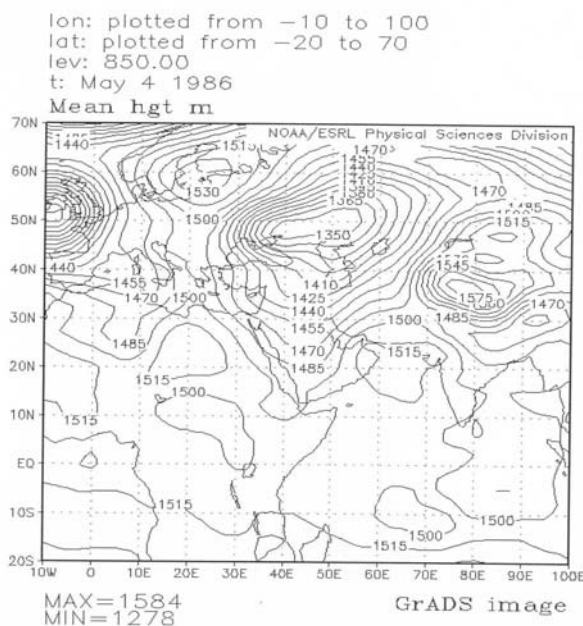 lon: plotted from −10 to 100
lat: plotted from −20 to 70
lev: 850.00
t: May 4 1986
Mean hgt m
NOAA/ESRL Physical Sciences Division
70N
60N
50N
40N
30N
20N
10N
EQ
10S
20S
1440
1515
1530
1500
1470
1455
1440
1365
1350
1470
1485
1515
1545
1575
1440
1455
1470
1500
1485
1410
1425
1440
1455
1470
1485
1500
1485
1470
1515
1515
1500
1515
1515
1500
1500
1515
10W 0 10E 20E 30E 40E 50E 60E 70E 80E 90E 100E
MAX=1584
MIN=1278
GrADS image